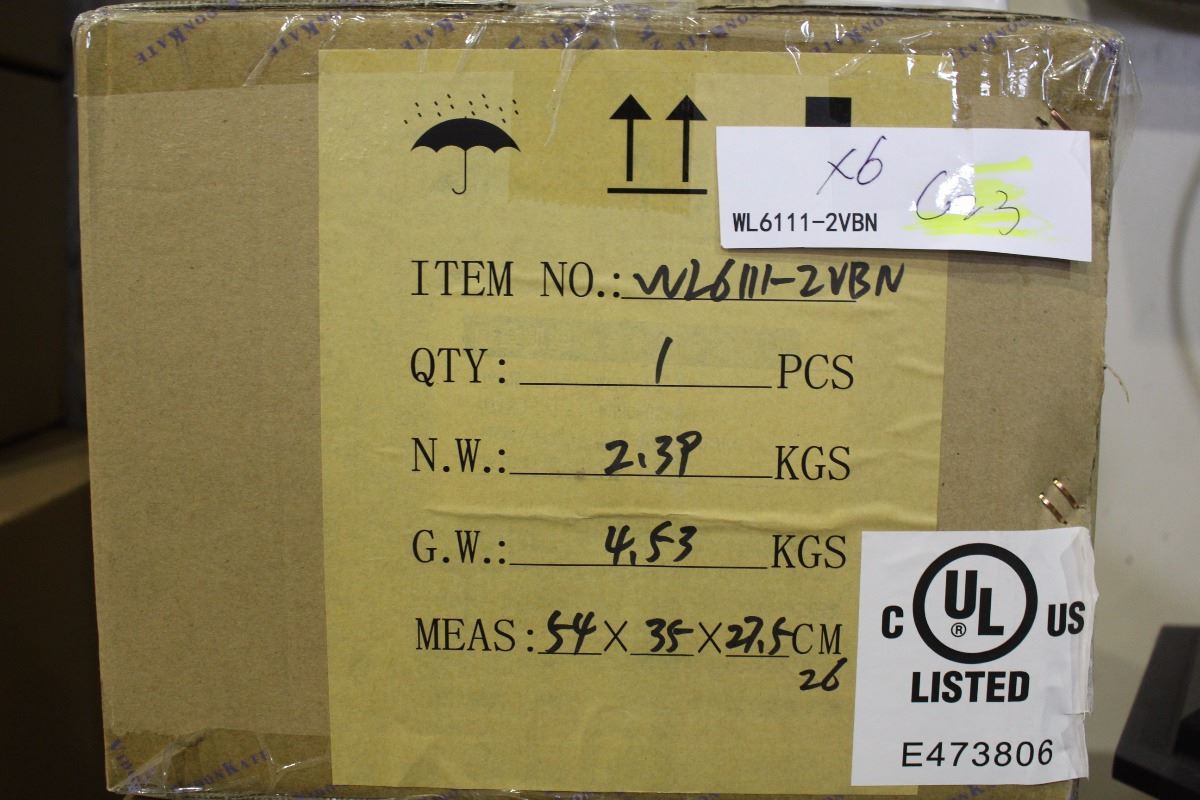 x6
WL6111-2VBN
ITEM NO.: WL6111-2VBN
QTY: 1 PCS
N.W.: 2.39 KGS
G.W.: 4.53 KGS
MEAS: 54 X 35 X 27.5 CM
26
C UL ® US
LISTED
E473806